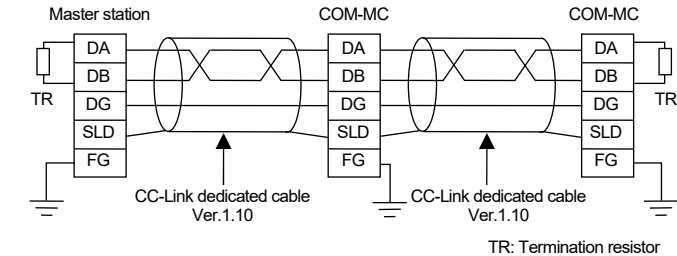 Master station
COM-MC
COM-MC
DA
DA
DA
DB
DB
DB
TR
DG
DG
DG
TR
SLD
SLD
SLD
FG
FG
FG
CC-Link dedicated cable
Ver.1.10
CC-Link dedicated cable
Ver.1.10
TR: Termination resistor